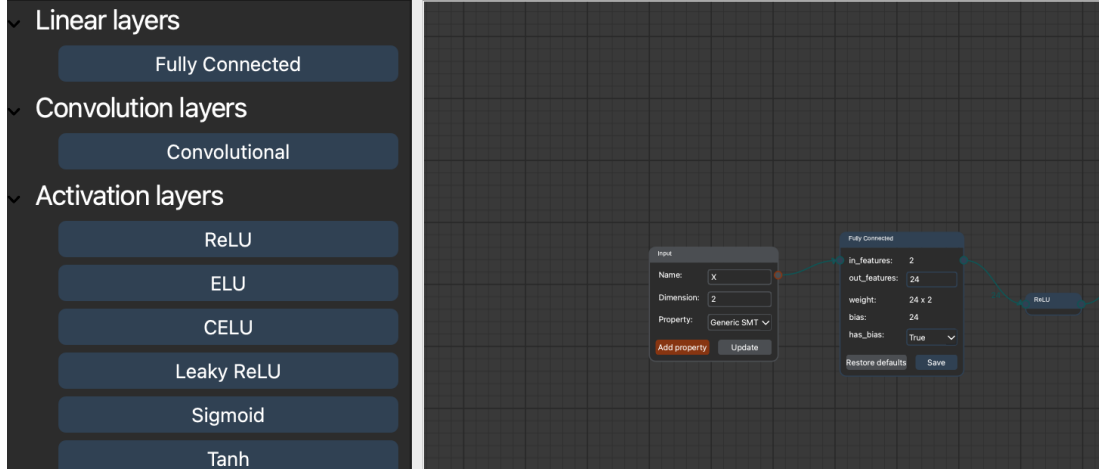 Linear layers
Fully Connected
Convolution layers
Convolutional
Activation layers
ReLU
ELU
CELU
Leaky ReLU
Sigmoid
Tanh
Input
Name: X
Dimension: 2
Property: Generic SMT
Add property Update
Fully Connected
in_features: 2
out_features: 24
weight: 24 x 2
bias: 24
has_bias: True
Restore defaults Save
ReLU